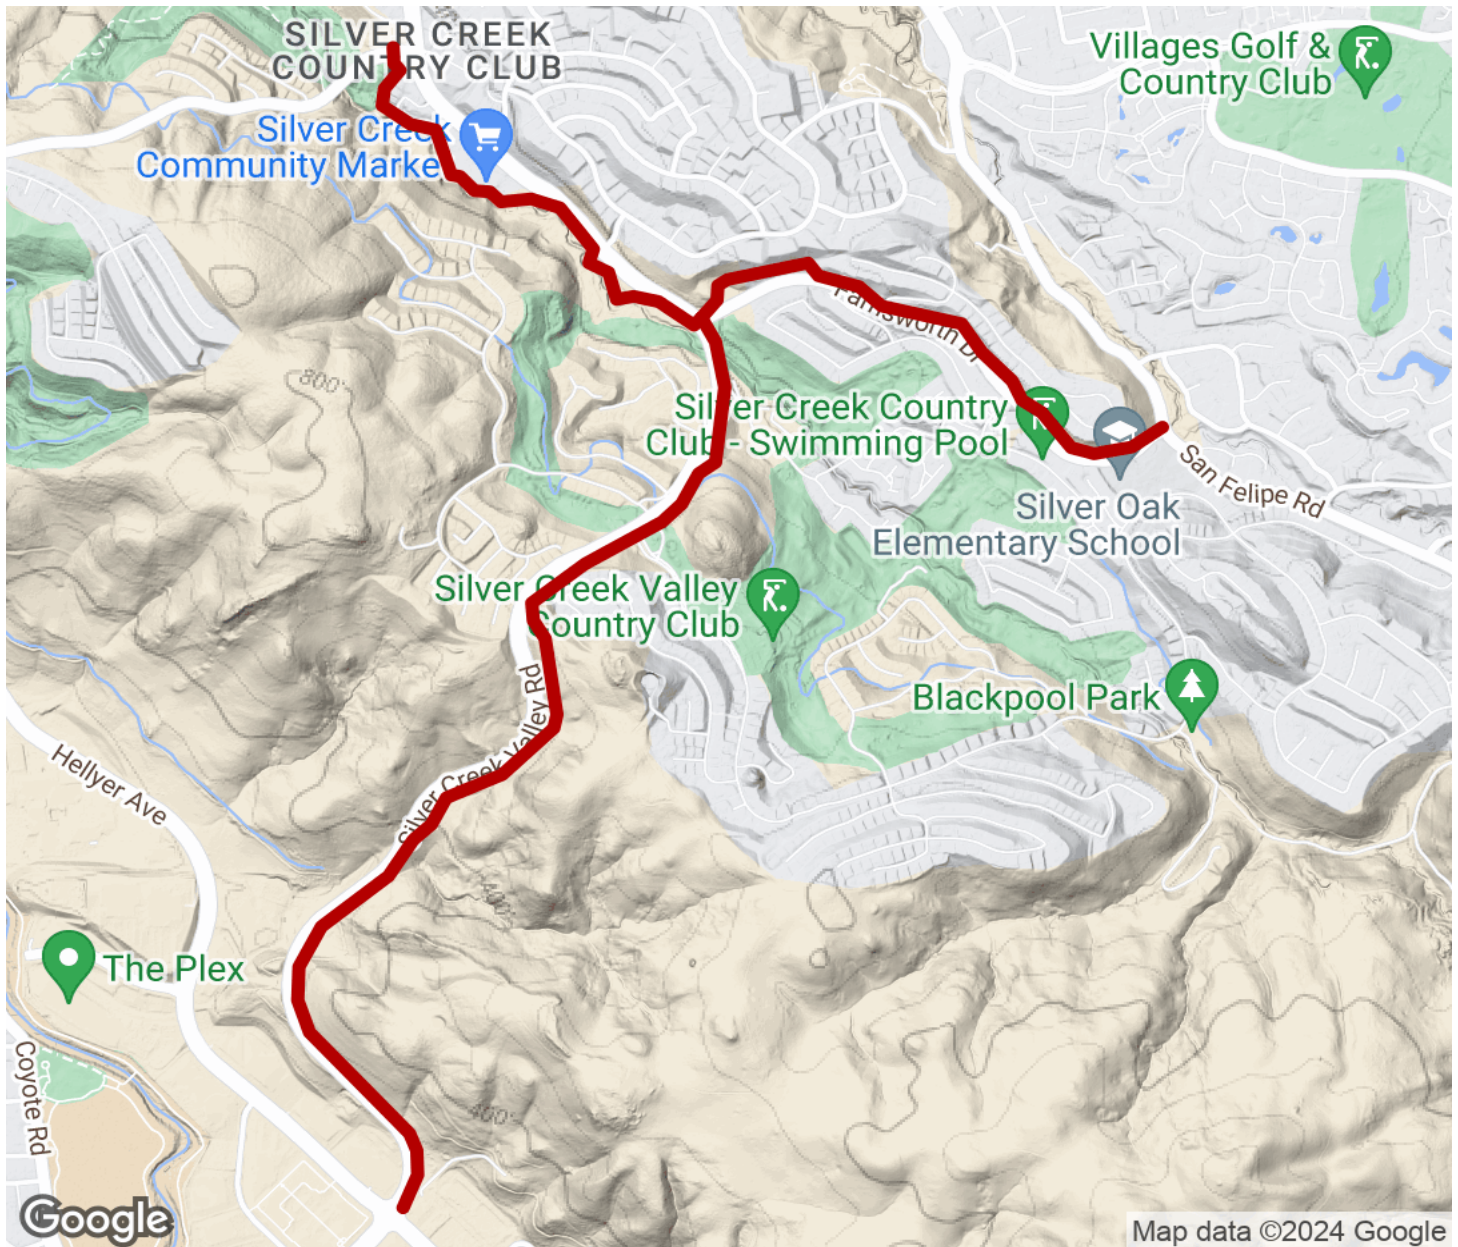 SILVER CREEK
COUNTRY CLUB
Villages Golf &
Country Club
Silver Creek
Community Marke
Farnsworth Dr
800'
Silver Creek Country
Club - Swimming Pool
San Felipe Rd
Silver Oak
Elementary School
Silver Creek Valley
Country Club
Blackpool Park
Silver Creek Valley Rd
Hellyer Ave
The Plex
Coyote Rd
400'
Google
Map data ©2024 Google